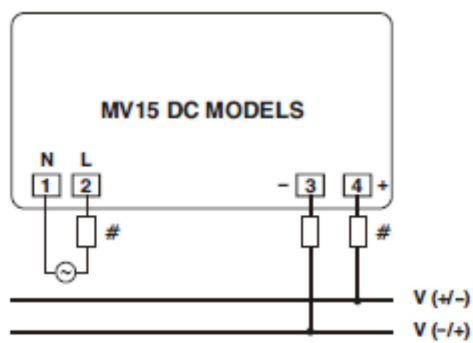 MV15 DC MODELS
N L
1 2 - 3 4 +
# #
V (+/-)
V (-/+)